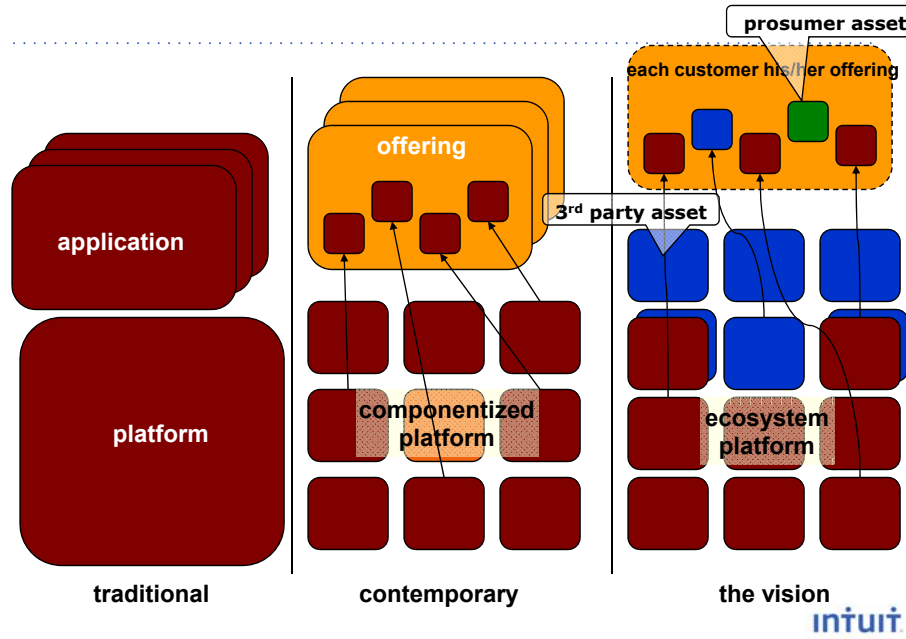 prosumer asset
each customer his/her offering
offering
3rd party asset
application
platform
componentized
platform
ecosystem
platform
traditional
contemporary
the vision
intuit